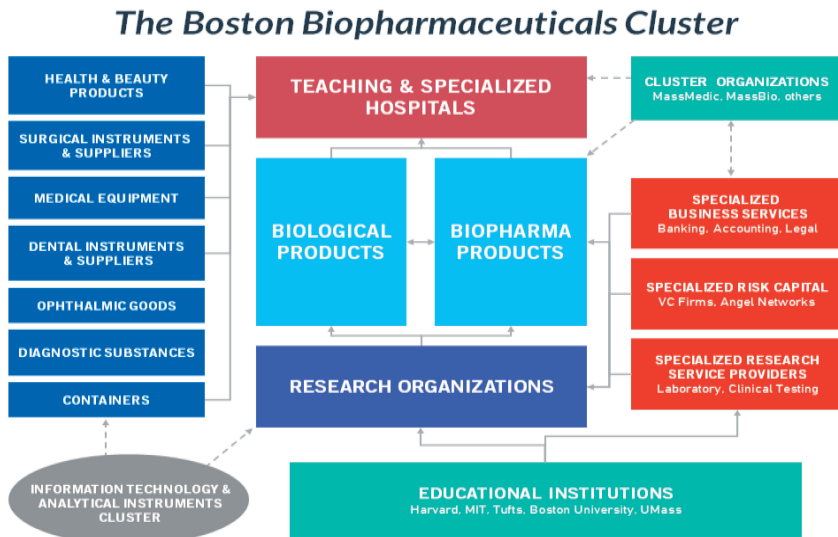 The Boston Biopharmaceuticals Cluster
HEALTH & BEAUTY
PRODUCTS
SURGICAL INSTRUMENTS
& SUPPLIERS
MEDICAL EQUIPMENT
DENTAL INSTRUMENTS
& SUPPLIERS
OPHTHALMIC GOODS
DIAGNOSTIC SUBSTANCES
CONTAINERS
INFORMATION TECHNOLOGY &
ANALYTICAL INSTRUMENTS
CLUSTER
TEACHING & SPECIALIZED
HOSPITALS
BIOLOGICAL
PRODUCTS
BIOPHARMA
PRODUCTS
RESEARCH ORGANIZATIONS
CLUSTER ORGANIZATIONS
MassMedic, MassBio, others
SPECIALIZED
BUSINESS SERVICES
Banking, Accounting, Legal
SPECIALIZED RISK CAPITAL
VC Firms, Angel Networks
SPECIALIZED RESEARCH
SERVICE PROVIDERS
Laboratory, Clinical Testing
EDUCATIONAL INSTITUTIONS
Harvard, MIT, Tufts, Boston University, UMass